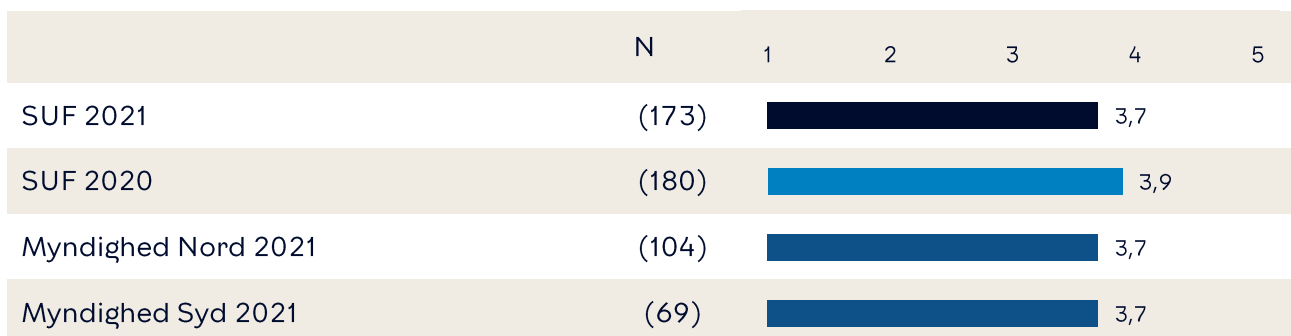 N 1 2 3 4 5
SUF 2021 (173) 3,7
SUF 2020 (180) 3,9
Myndighed Nord 2021 (104) 3,7
Myndighed Syd 2021 (69) 3,7